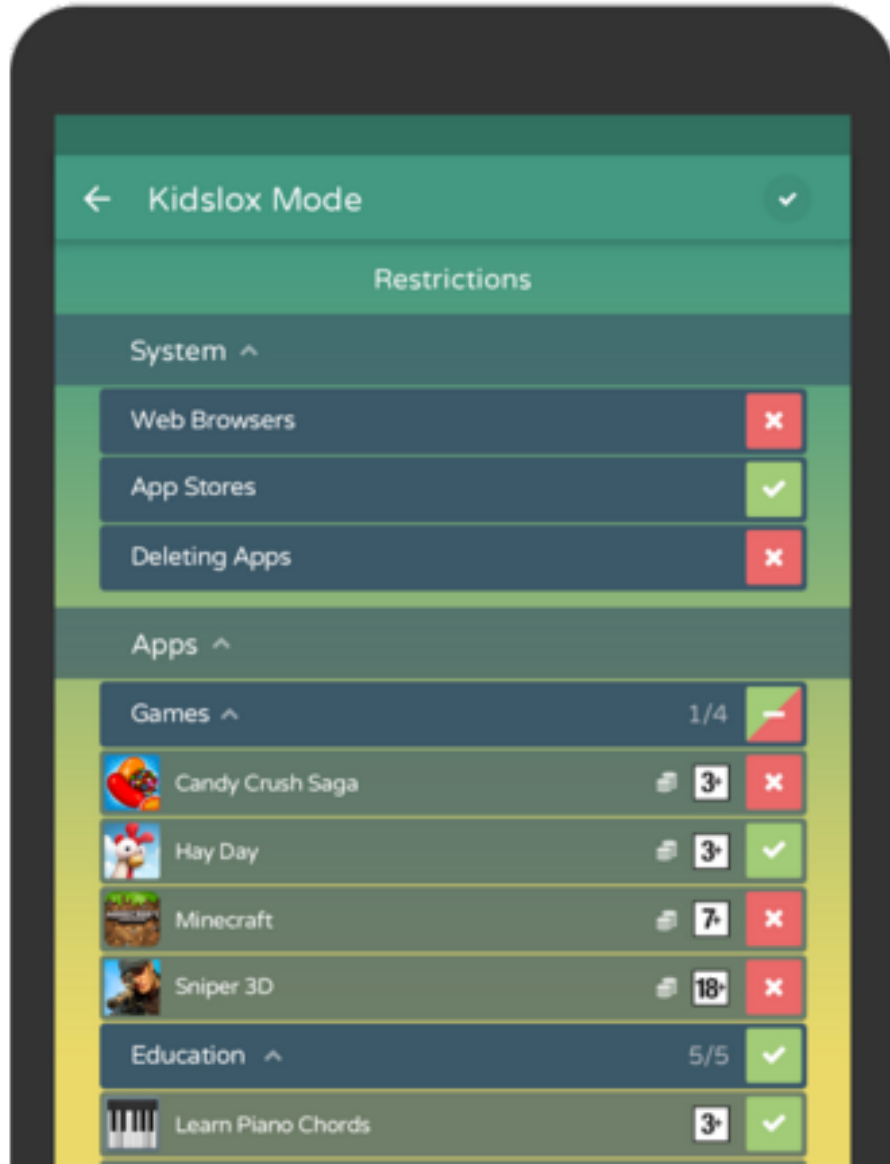 Kidslox Mode
Restrictions
System
Web Browsers
App Stores
Deleting Apps
Apps
Games 1/4
Candy Crush Saga 3+
Hay Day 3+
Minecraft 7+
Sniper 3D 18+
Education 5/5
Learn Piano Chords 3+